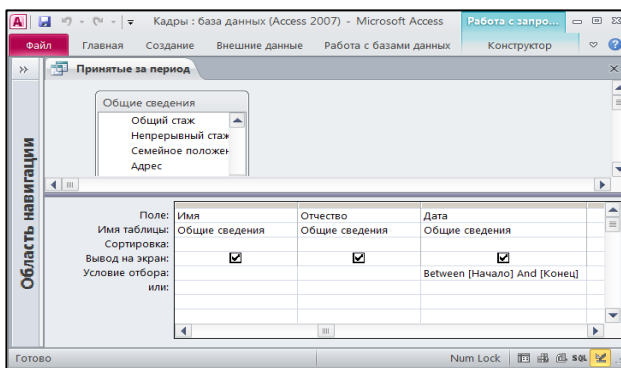 Кадры : база данных (Access 2007) - Microsoft Access
Работа с запро...
Файл Главная Создание Внешние данные Работа с базами данных Конструктор
Принятые за период
Область навигации
Общие сведения
Общий стаж
Непрерывный стаж
Семейное положен
Адрес
Поле: Имя Отчество Дата
Имя таблицы: Общие сведения Общие сведения Общие сведения
Сортировка:
Вывод на экран:
Условие отбора: Between [Начало] And [Конец]
или:
Готово Num Lock SQL